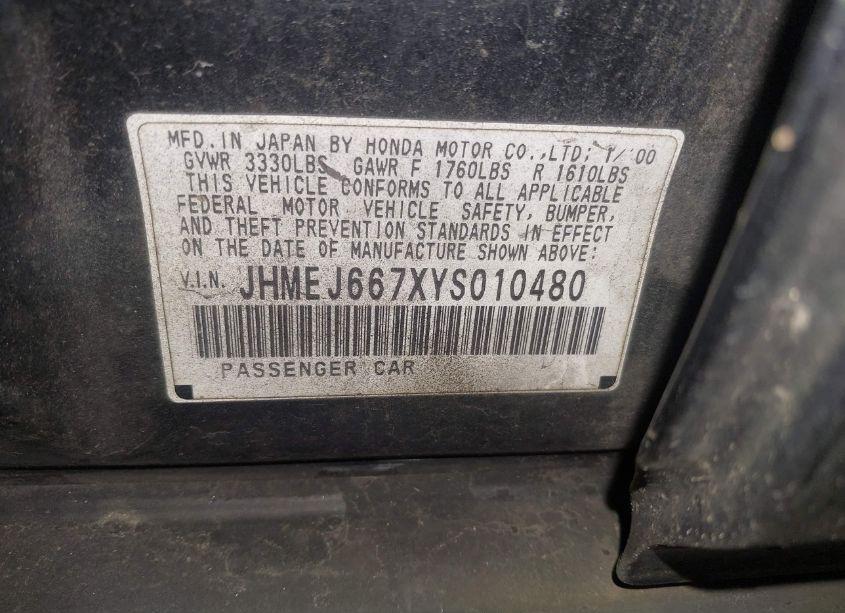 MFD. IN JAPAN BY HONDA MOTOR CO.,LTD; 1/'00
GVWR 3330LBS GAWR F 1760LBS R 1610LBS
THIS VEHICLE CONFORMS TO ALL APPLICABLE
FEDERAL MOTOR VEHICLE SAFETY, BUMPER,
AND THEFT PREVENTION STANDARDS IN EFFECT
ON THE DATE OF MANUFACTURE SHOWN ABOVE:
V.I.N. JHMEJ667XYS010480
PASSENGER CAR